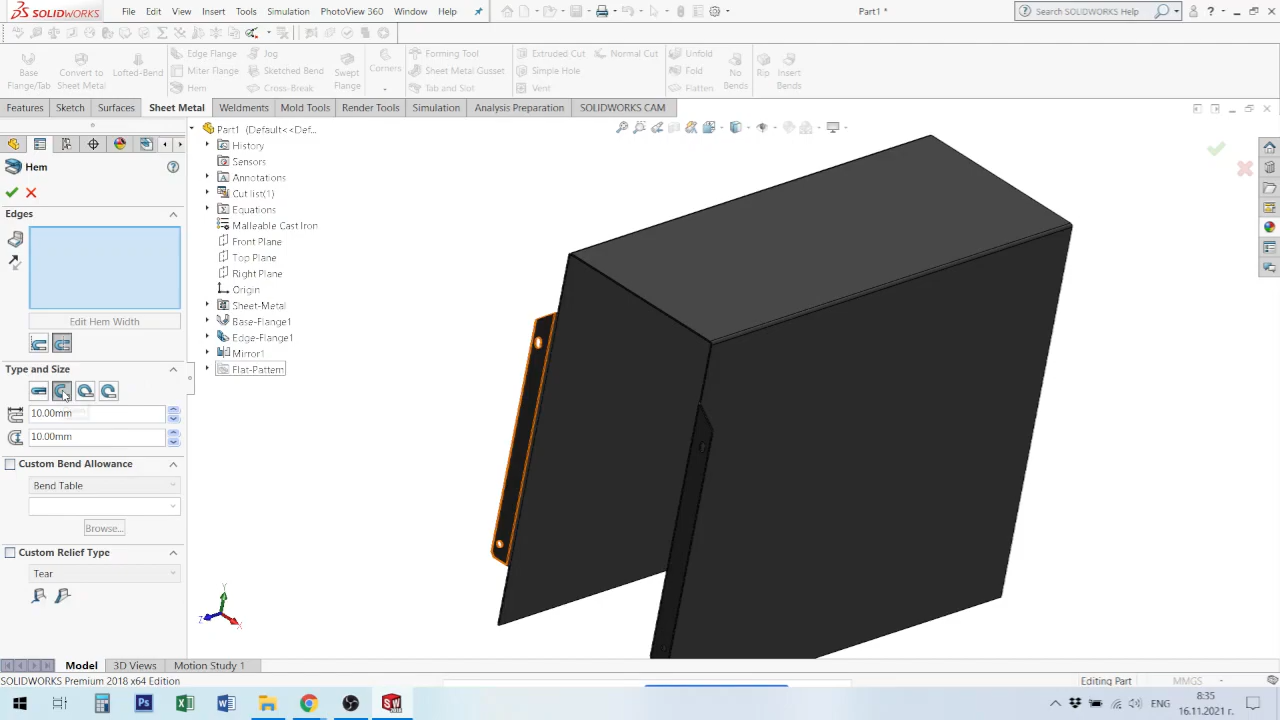 SOLIDWORKS
File Edit View Insert Tools Simulation PhotoView 360 Window Help
Part1 *
Search SOLIDWORKS Help
Base Flange/Tab
Convert to Sheet Metal
Lofted-Bend
Edge Flange
Miter Flange
Hem
Jog
Sketched Bend
Cross-Break
Swept Flange
Corners
Forming Tool
Sheet Metal Gusset
Tab and Slot
Extruded Cut
Simple Hole
Vent
Normal Cut
Unfold
Fold
Flatten
No Bends
Rip
Insert Bends
Features Sketch Surfaces Sheet Metal Weldments Mold Tools Render Tools Simulation Analysis Preparation SOLIDWORKS CAM
Hem
Edges
Edit Hem Width
Type and Size
10.00mm
10.00mm
Custom Bend Allowance
Bend Table
Browse...
Custom Relief Type
Tear
Part1 (Default<<Def...
History
Sensors
Annotations
Cut list(1)
Equations
Malleable Cast Iron
Front Plane
Top Plane
Right Plane
Origin
Sheet-Metal
Base-Flange1
Edge-Flange1
Mirror1
Flat-Pattern
Y
Z
X
Model 3D Views Motion Study 1
SOLIDWORKS Premium 2018 x64 Edition
Editing Part
MMGS
ENG
8:35
16.11.2021 г.